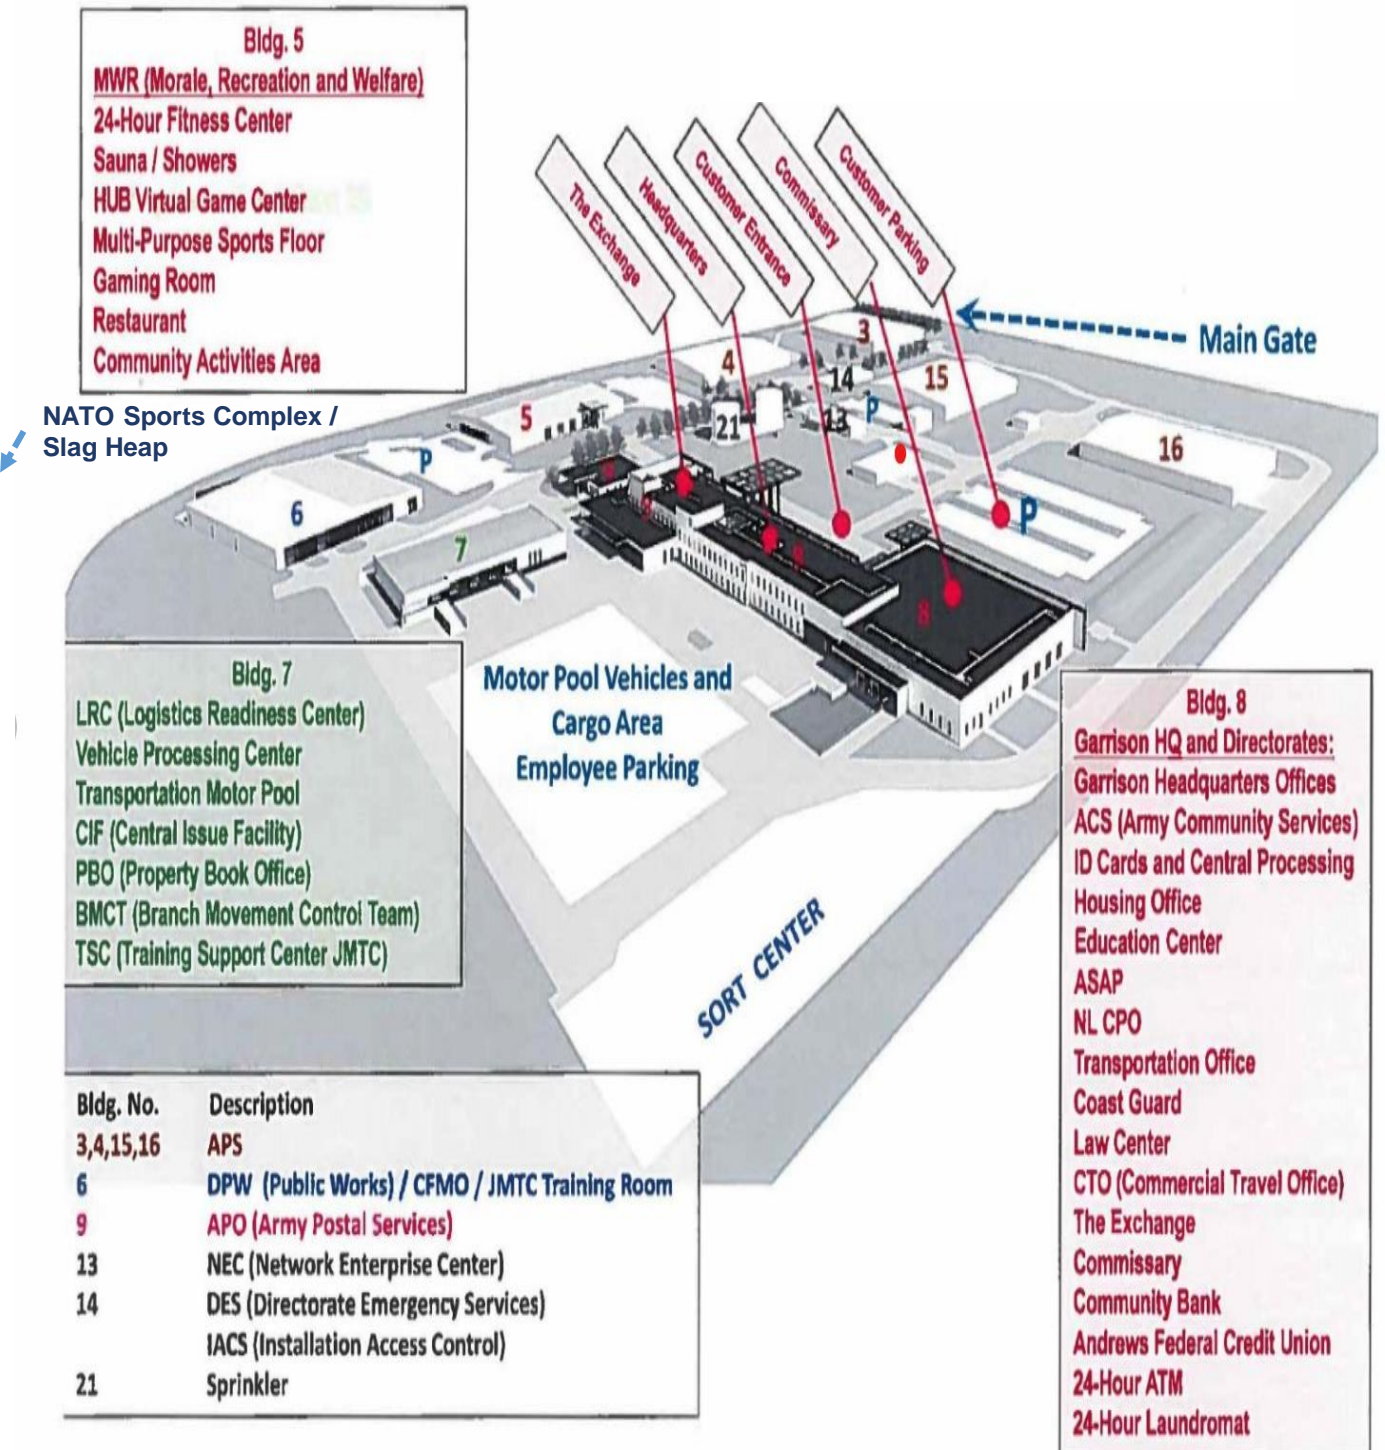 Bldg. 5
MWR (Morale, Recreation and Welfare)
24-Hour Fitness Center
Sauna / Showers
HUB Virtual Game Center
Multi-Purpose Sports Floor
Gaming Room
Restaurant
Community Activities Area
The Exchange
Headquarters
Customer Entrance
Commissary
Customer Parking
Main Gate
NATO Sports Complex /
Slag Heap
3
4
14
15
5
21
13
P
16
P
6
P
7
9
8
8
Motor Pool Vehicles and
Cargo Area
Employee Parking
SORT CENTER
Bldg. 7
LRC (Logistics Readiness Center)
Vehicle Processing Center
Transportation Motor Pool
CIF (Central Issue Facility)
PBO (Property Book Office)
BMCT (Branch Movement Control Team)
TSC (Training Support Center JMTC)
Bldg. 8
Garrison HQ and Directorates:
Garrison Headquarters Offices
ACS (Army Community Services)
ID Cards and Central Processing
Housing Office
Education Center
ASAP
NL CPO
Transportation Office
Coast Guard
Law Center
CTO (Commercial Travel Office)
The Exchange
Commissary
Community Bank
Andrews Federal Credit Union
24-Hour ATM
24-Hour Laundromat
Bldg. No. Description
3,4,15,16 APS
6 DPW (Public Works) / CFMO / JMTC Training Room
9 APO (Army Postal Services)
13 NEC (Network Enterprise Center)
14 DES (Directorate Emergency Services)
IACS (Installation Access Control)
21 Sprinkler